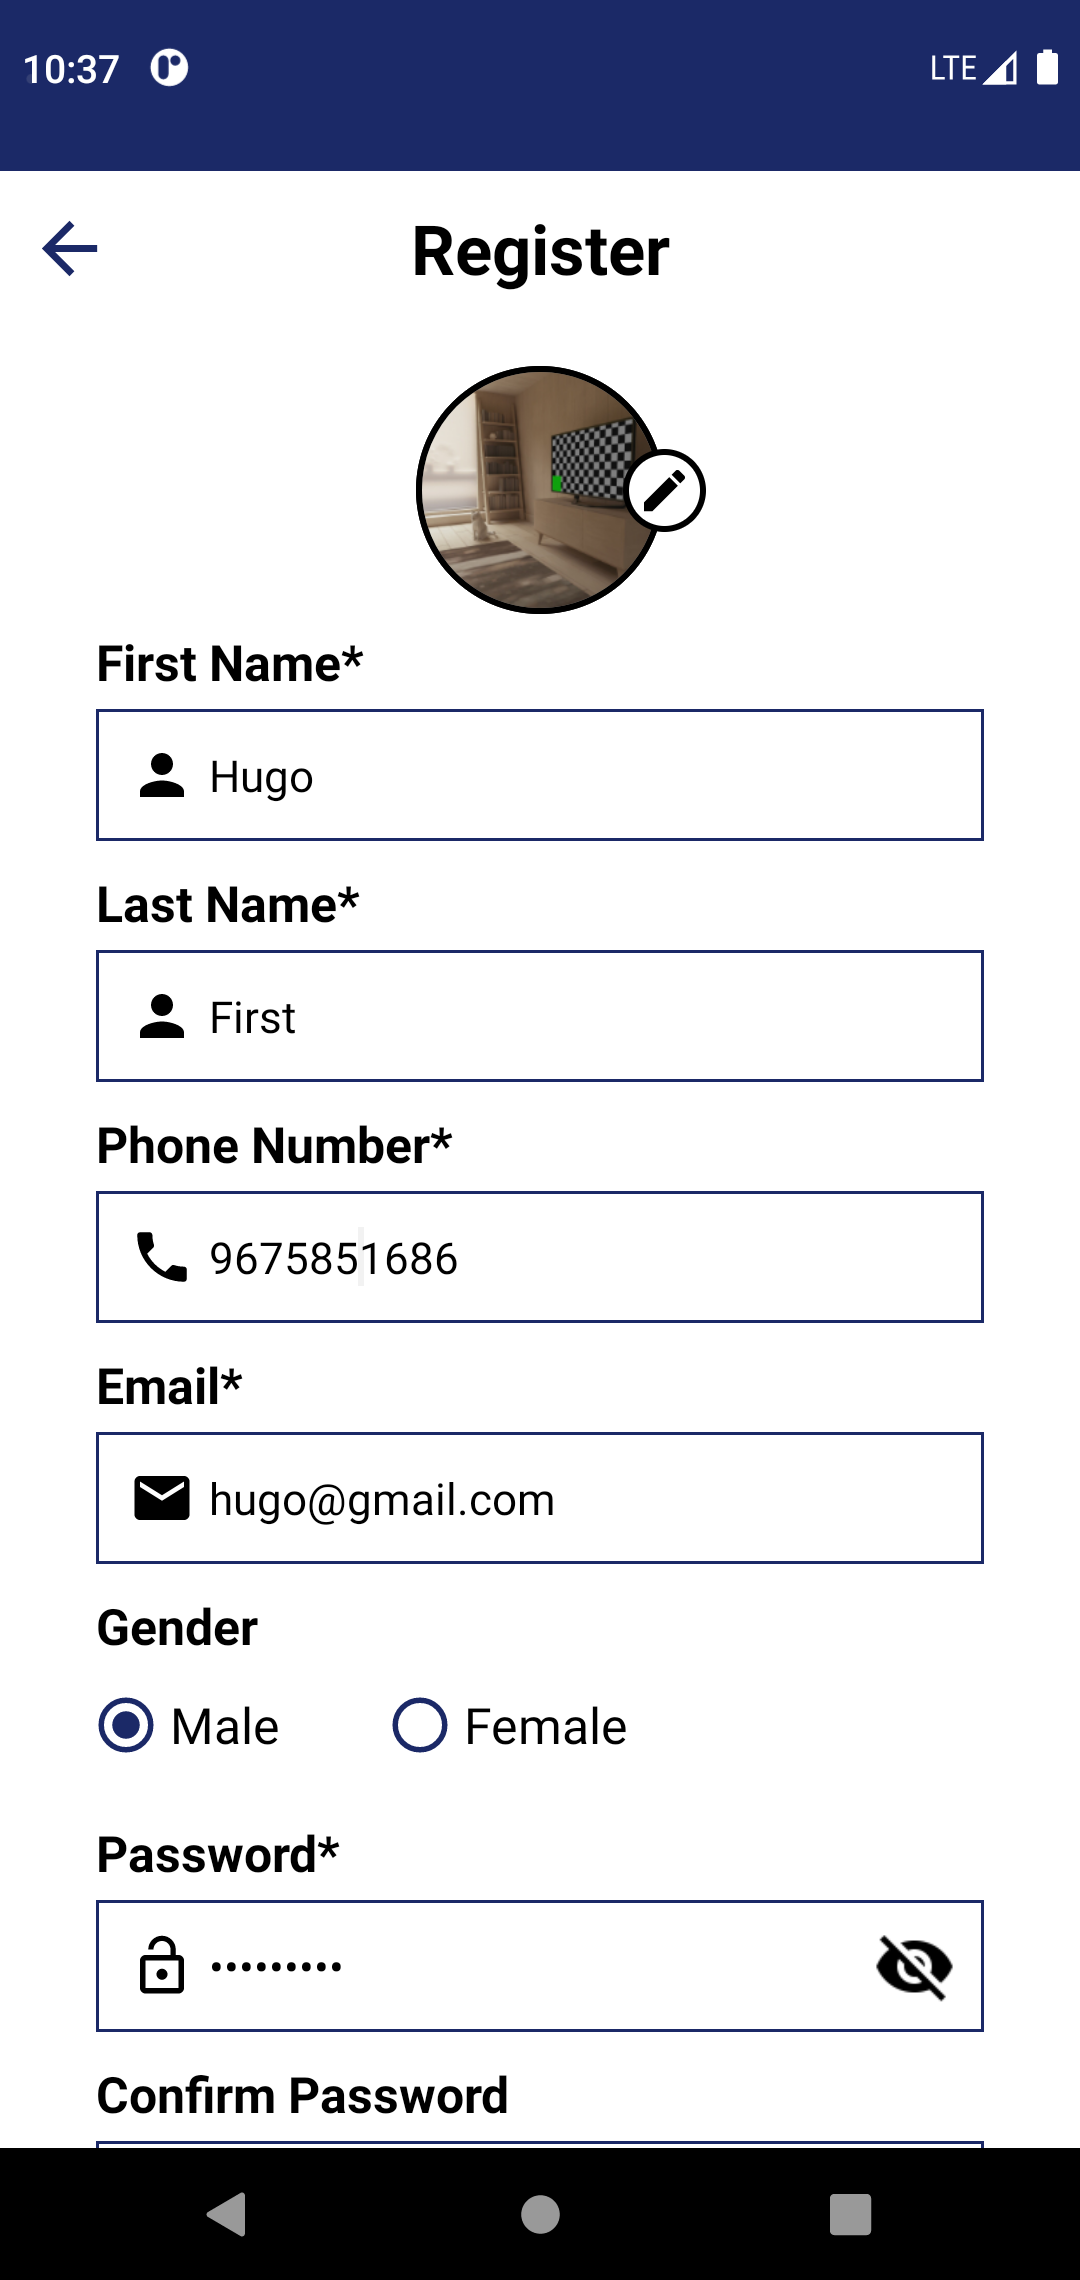 10:37
LTE
Register
First Name*
Hugo
Last Name*
First
Phone Number*
9675851686
Email*
hugo@gmail.com
Gender
Male
Female
Password*
•••••••••
Confirm Password